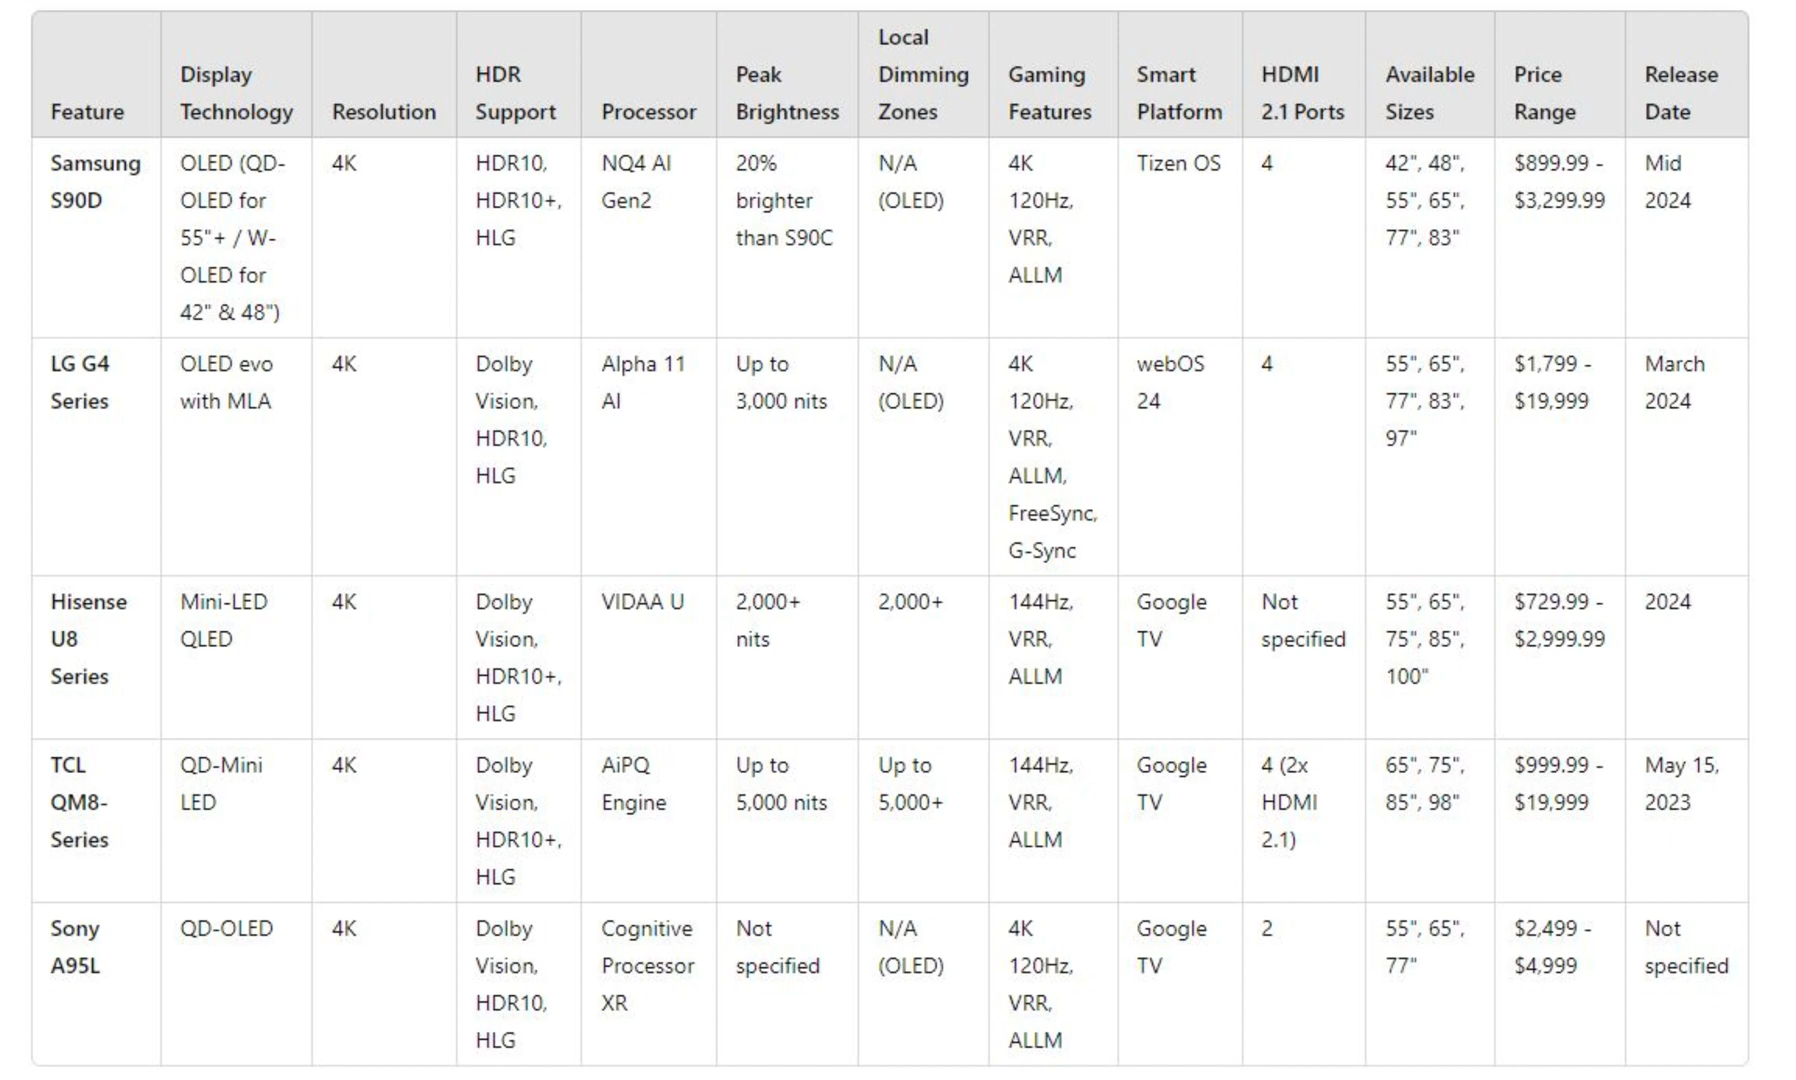 Feature
Display
Technology
Resolution
HDR
Support
Processor
Peak
Brightness
Local
Dimming
Zones
Gaming
Features
Smart
Platform
HDMI
2.1 Ports
Available
Sizes
Price
Range
Release
Date
Samsung
S90D
OLED (QD-
OLED for
55"+ / W-
OLED for
42" & 48")
4K
HDR10,
HDR10+,
HLG
NQ4 AI
Gen2
20%
brighter
than S90C
N/A
(OLED)
4K
120Hz,
VRR,
ALLM
Tizen OS
4
42", 48",
55", 65",
77", 83"
$899.99 -
$3,299.99
Mid
2024
LG G4
Series
OLED evo
with MLA
4K
Dolby
Vision,
HDR10,
HLG
Alpha 11
AI
Up to
3,000 nits
N/A
(OLED)
4K
120Hz,
VRR,
ALLM,
FreeSync,
G-Sync
webOS
24
4
55", 65",
77", 83",
97"
$1,799 -
$19,999
March
2024
Hisense
U8
Series
Mini-LED
QLED
4K
Dolby
Vision,
HDR10+,
HLG
VIDAA U
2,000+
nits
2,000+
144Hz,
VRR,
ALLM
Google
TV
Not
specified
55", 65",
75", 85",
100"
$729.99 -
$2,999.99
2024
TCL
QM8-
Series
QD-Mini
LED
4K
Dolby
Vision,
HDR10+,
HLG
AiPQ
Engine
Up to
5,000 nits
Up to
5,000+
144Hz,
VRR,
ALLM
Google
TV
4 (2x
HDMI
2.1)
65", 75",
85", 98"
$999.99 -
$19,999
May 15,
2023
Sony
A95L
QD-OLED
4K
Dolby
Vision,
HDR10,
HLG
Cognitive
Processor
XR
Not
specified
N/A
(OLED)
4K
120Hz,
VRR,
ALLM
Google
TV
2
55", 65",
77"
$2,499 -
$4,999
Not
specified